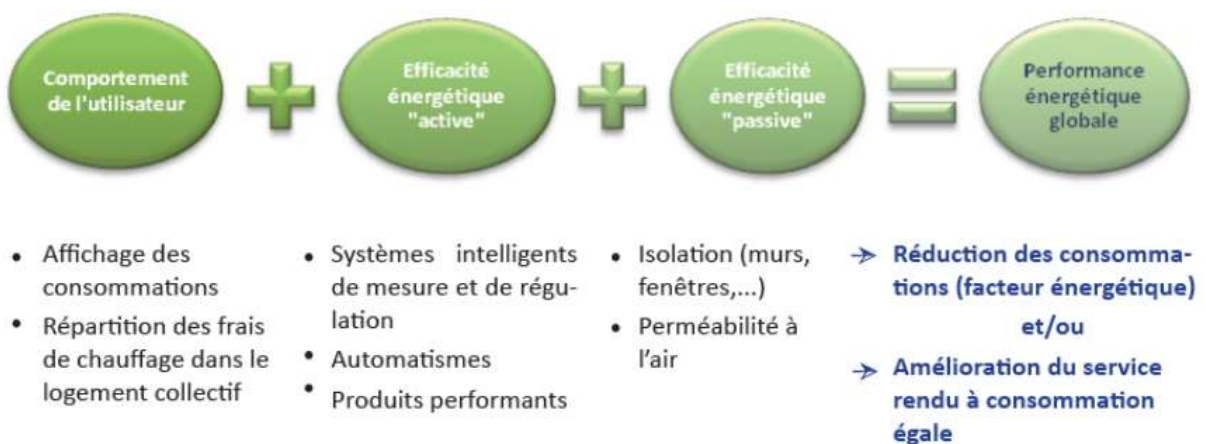 Comportement
de l'utilisateur
Efficacité
énergétique
"active"
Efficacité
énergétique
"passive"
Performance
énergétique
globale
• Affichage des
consommations
• Répartition des frais
de chauffage dans le
logement collectif
• Systèmes intelligents
de mesure et de régu-
lation
• Automatismes
• Produits performants
• Isolation (murs,
fenêtres,...)
• Perméabilité à
l'air
→ Réduction des consomma-
tions (facteur énergétique)
et/ou
→ Amélioration du service
rendu à consommation
égale